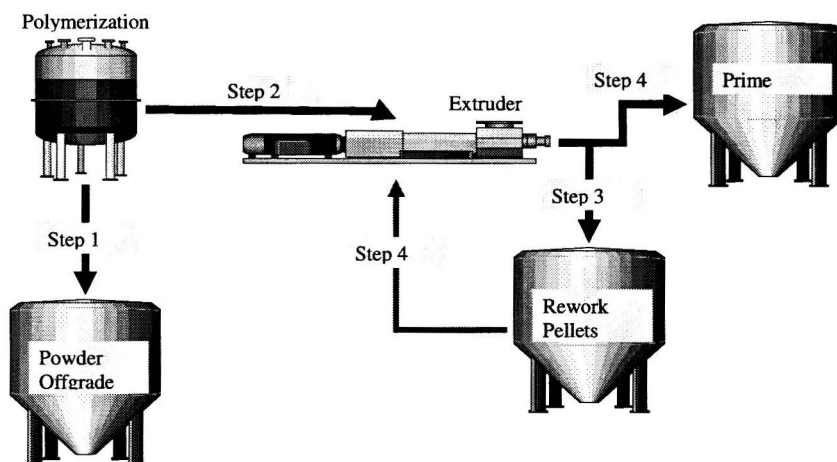 Polymerization
Step 2
Extruder
Step 4
Prime
Step 1
Step 4
Step 3
Powder
Offgrade
Rework
Pellets